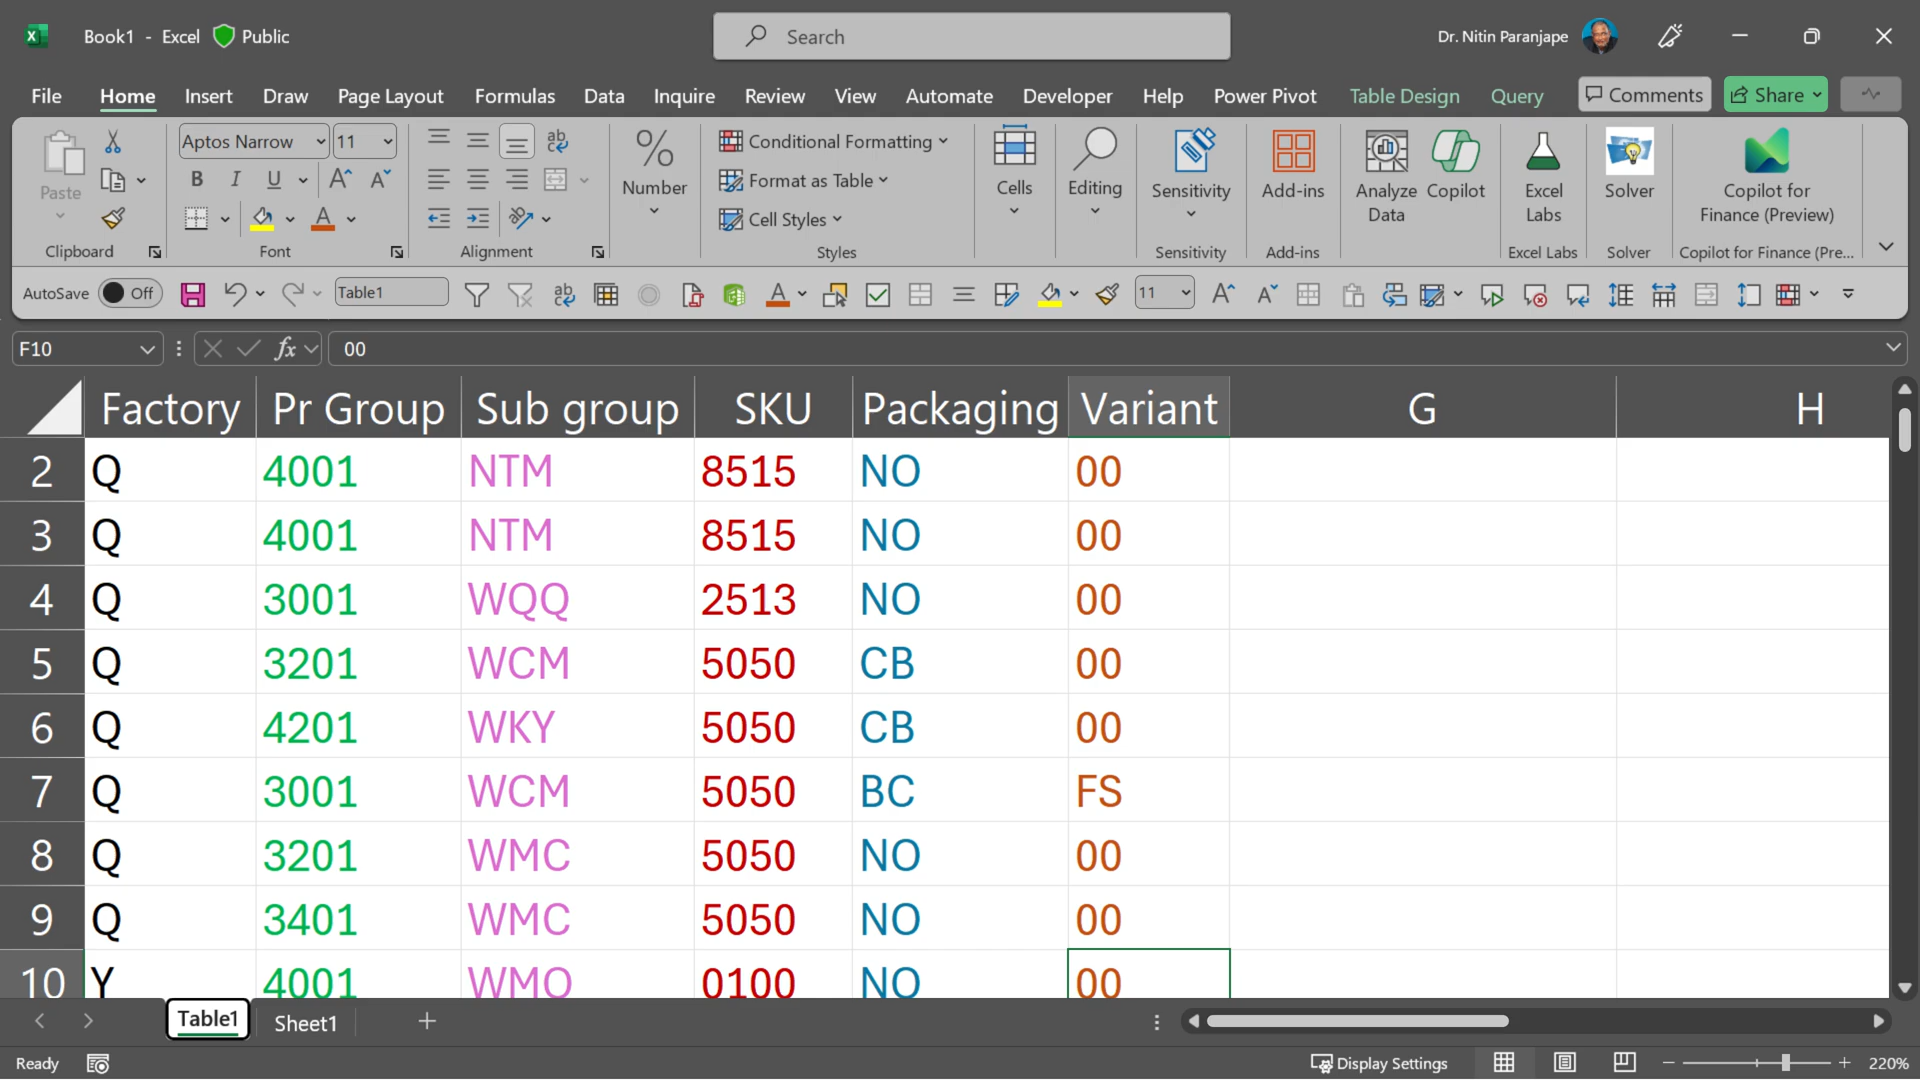 Book1 - Excel Public
Search
Dr. Nitin Paranjape
File Home Insert Draw Page Layout Formulas Data Inquire Review View Automate Developer Help Power Pivot Table Design Query Comments Share
Paste
Clipboard
Aptos Narrow 11
B I U A A
A
Font
ab
Alignment
%
Number
Conditional Formatting
Format as Table
Cell Styles
Styles
Cells
Editing
Sensitivity
Sensitivity
Add-ins
Add-ins
Analyze Data
Copilot
Excel Labs
Excel Labs
Solver
Solver
Copilot for Finance (Preview)
Copilot for Finance (Pre...
AutoSave Off Table1 ab A 11 A A
F10 fx 00
Factory Pr Group Sub group SKU Packaging Variant G H
2 Q 4001 NTM 8515 NO 00
3 Q 4001 NTM 8515 NO 00
4 Q 3001 WQQ 2513 NO 00
5 Q 3201 WCM 5050 CB 00
6 Q 4201 WKY 5050 CB 00
7 Q 3001 WCM 5050 BC FS
8 Q 3201 WMC 5050 NO 00
9 Q 3401 WMC 5050 NO 00
10 Y 4001 0100 NO 00
Table1 Sheet1
Ready Display Settings 220%